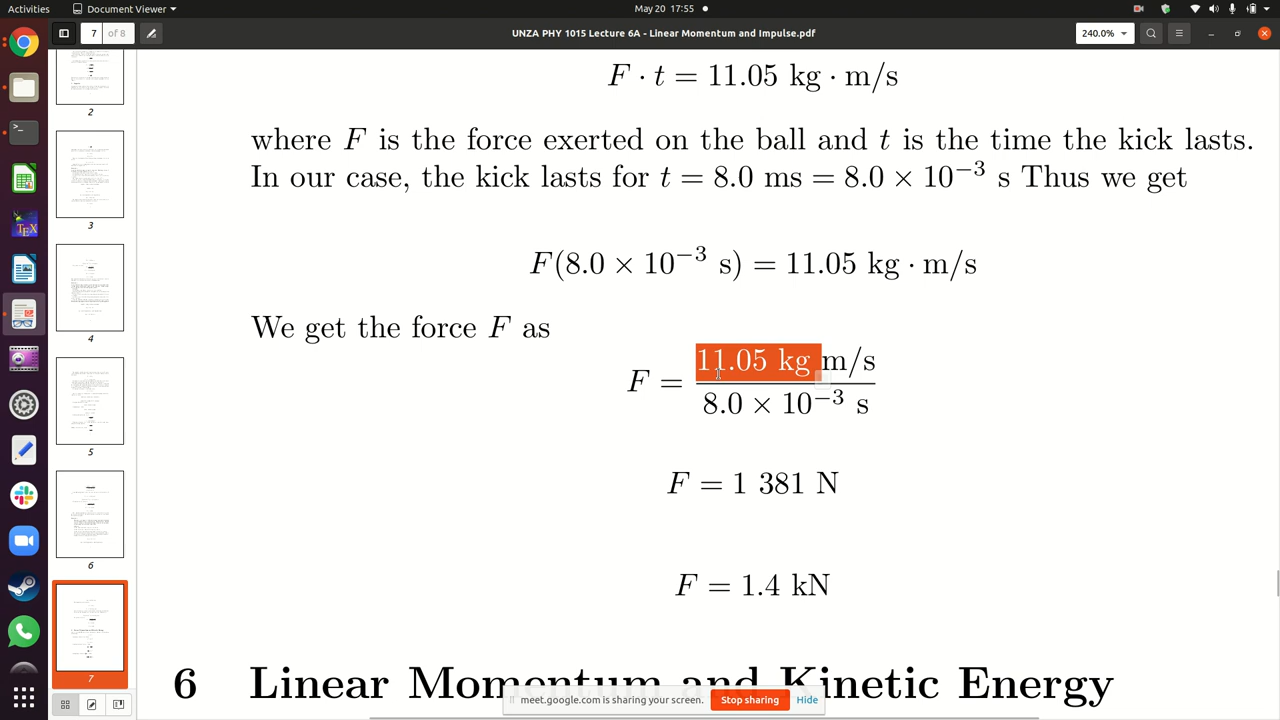 Activities
Document Viewer
May 20 17:55
7 of 8
UNZA PHY 1015 Lecture 6A - Linear Momentum and Impulse.pdf
240.0%
F · t = 11.05 kg · m/s
where F is the force exerted on the ball and t is the time the kick lasts.
In our case, the kick lasts for t = 8.0 ms = 8.0 × 10⁻³ s Thus we get
F(8.0 × 10⁻³ s) = 11.05 kg · m/s
We get the force F as
F = 11.05 kg m/s / 8.0 × 10⁻³ s
F = 1 381 N
F = 1.4 kN
6 Linear Momentum and Kinetic Energy
meet.google.com is sharing your screen.
Stop sharing
Hide
2
3
4
5
6
7